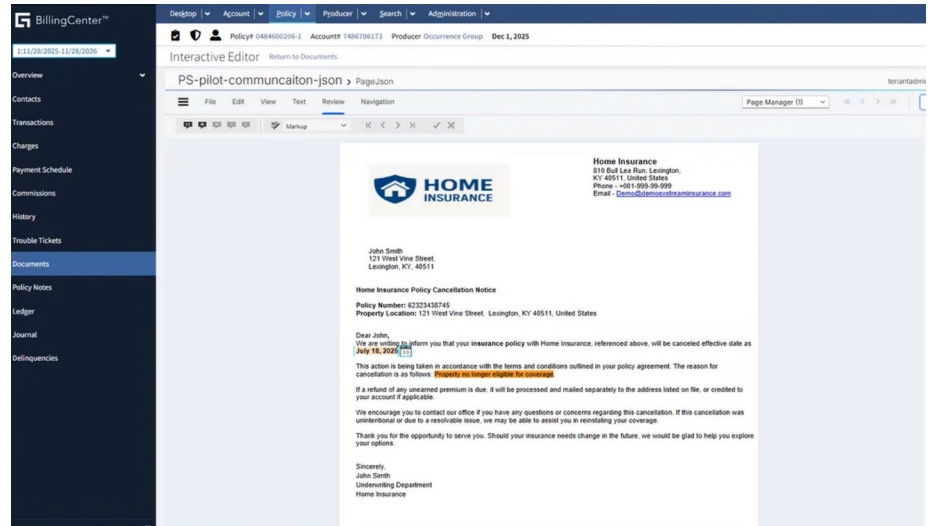 BillingCenter™
Desktop Account Policy Producer Search Administration
Policy# 0484600206-1 Account# 7486706173 Producer Occurrence Group Dec 1, 2025
1:11/28/2025-11/28/2026
Interactive Editor Return to Documents
Overview
Contacts
Transactions
Charges
Payment Schedule
Commissions
History
Trouble Tickets
Documents
Policy Notes
Ledger
Journal
Delinquencies
PS-pilot-communcaiton-json > PageJson
tenantadmi
File Edit View Text Review Navigation
Page Manager (1)
Markup
HOME
INSURANCE
Home Insurance
810 Bull Lea Run, Lexington,
KY 40511, United States
Phone - +001-999-99-999
Email - Demo@demoexstreaminsurance.com
John Smith
121 West Vine Street,
Lexington, KY, 40511
Home Insurance Policy Cancellation Notice
Policy Number: 62323438745
Property Location: 121 West Vine Street, Lexington, KY 40511, United States
Dear John,
We are writing to inform you that your insurance policy with Home Insurance, referenced above, will be canceled effective date as
July 18, 2025
This action is being taken in accordance with the terms and conditions outlined in your policy agreement. The reason for
cancellation is as follows: Property no longer eligible for coverage.
If a refund of any unearned premium is due, it will be processed and mailed separately to the address listed on file, or credited to
your account if applicable.
We encourage you to contact our office if you have any questions or concerns regarding this cancellation. If this cancellation was
unintentional or due to a resolvable issue, we may be able to assist you in reinstating your coverage.
Thank you for the opportunity to serve you. Should your insurance needs change in the future, we would be glad to help you explore
your options.
Sincerely,
John Simth
Underwriting Department
Home Insurance